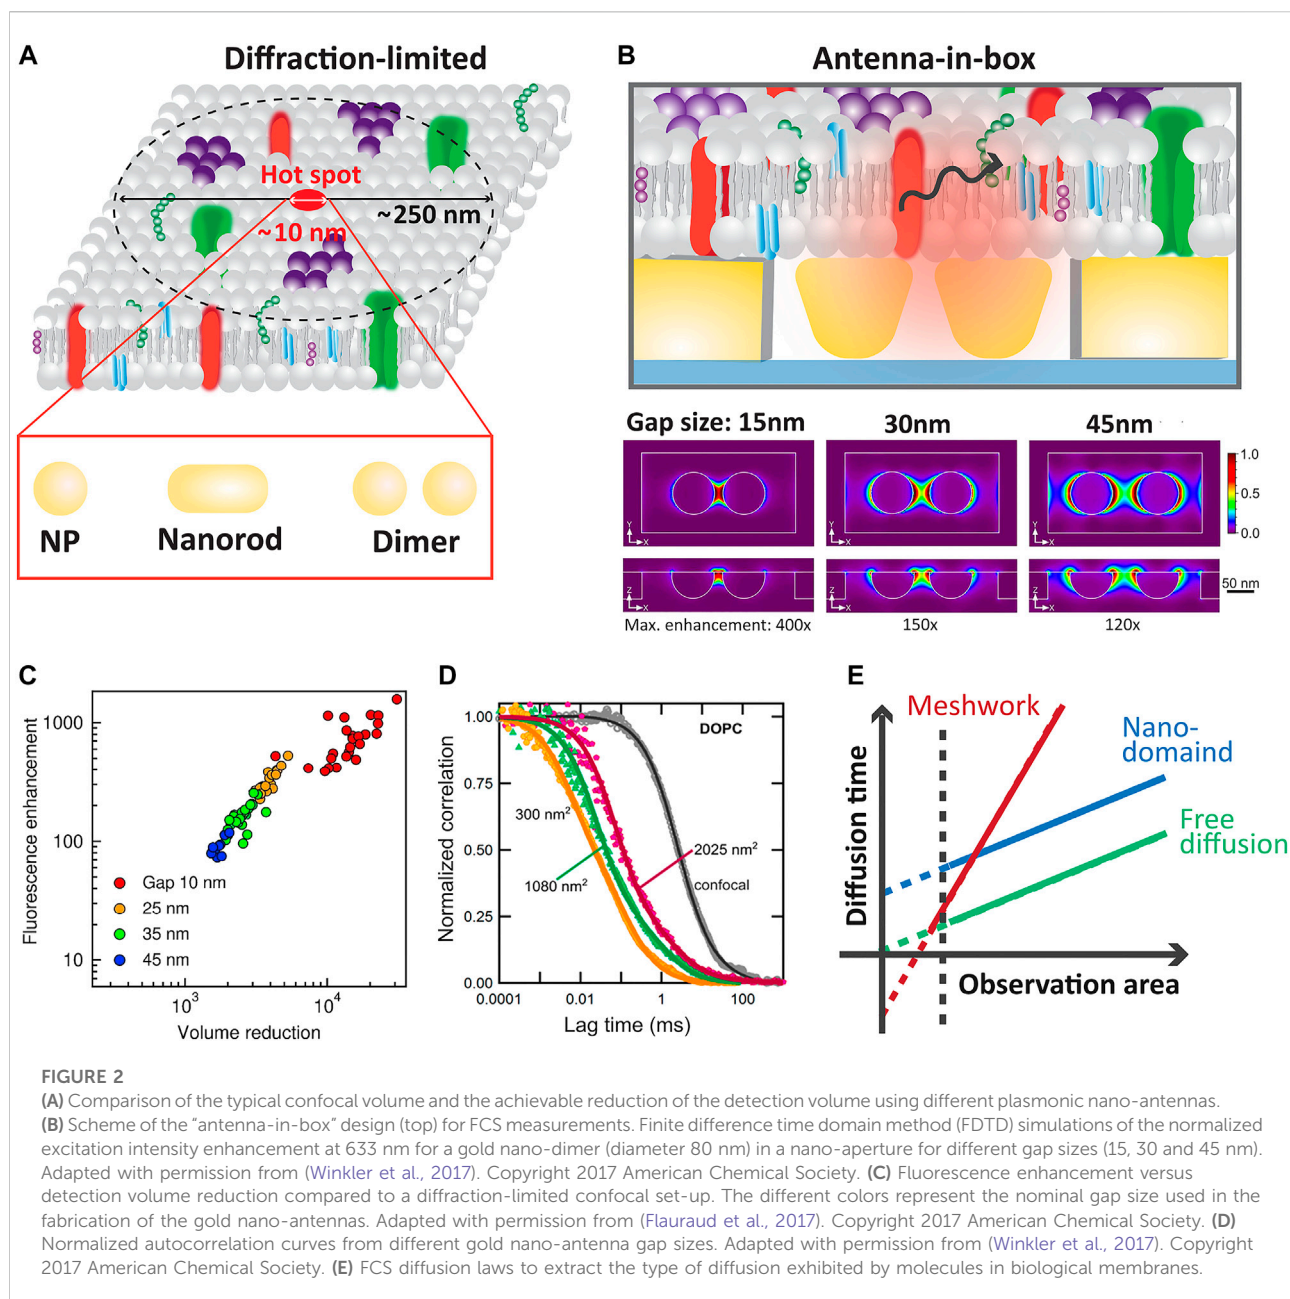 A
Diffraction-limited
Hot spot
~250 nm
~10 nm
NP
Nanorod
Dimer
B
Antenna-in-box
Gap size: 15nm
30nm
45nm
1.0
0.5
0.0
Y
X
Y
X
Y
X
Z
X
Z
X
Z
X
50 nm
Max. enhancement: 400x
150x
120x
C
Fluorescence enhancement
1000
100
10
Gap 10 nm
25 nm
35 nm
45 nm
10³
10⁴
Volume reduction
D
Normalized correlation
1.00
0.75
0.50
0.25
0.00
DOPC
300 nm²
1080 nm²
2025 nm²
confocal
0.0001
0.01
1
100
Lag time (ms)
E
Diffusion time
Meshwork
Nano-
domaind
Free
diffusion
Observation area
FIGURE 2
(A) Comparison of the typical confocal volume and the achievable reduction of the detection volume using different plasmonic nano-antennas.
(B) Scheme of the "antenna-in-box" design (top) for FCS measurements. Finite difference time domain method (FDTD) simulations of the normalized
excitation intensity enhancement at 633 nm for a gold nano-dimer (diameter 80 nm) in a nano-aperture for different gap sizes (15, 30 and 45 nm).
Adapted with permission from (Winkler et al., 2017). Copyright 2017 American Chemical Society. (C) Fluorescence enhancement versus
detection volume reduction compared to a diffraction-limited confocal set-up. The different colors represent the nominal gap size used in the
fabrication of the gold nano-antennas. Adapted with permission from (Flauraud et al., 2017). Copyright 2017 American Chemical Society. (D)
Normalized autocorrelation curves from different gold nano-antenna gap sizes. Adapted with permission from (Winkler et al., 2017). Copyright
2017 American Chemical Society. (E) FCS diffusion laws to extract the type of diffusion exhibited by molecules in biological membranes.